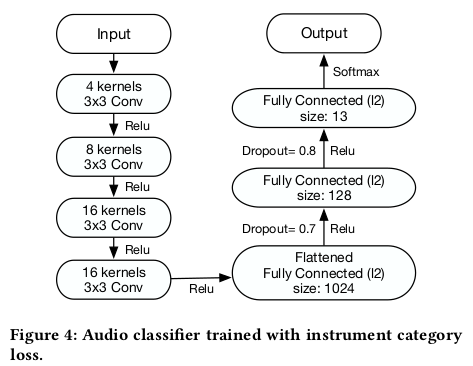 Input
4 kernels
3x3 Conv
Relu
8 kernels
3x3 Conv
Relu
16 kernels
3x3 Conv
Relu
16 kernels
3x3 Conv
Relu
Flattened
Fully Connected (l2)
size: 1024
Dropout= 0.7 Relu
Fully Connected (l2)
size: 128
Dropout= 0.8 Relu
Fully Connected (l2)
size: 13
Softmax
Output
Figure 4: Audio classifier trained with instrument category
loss.